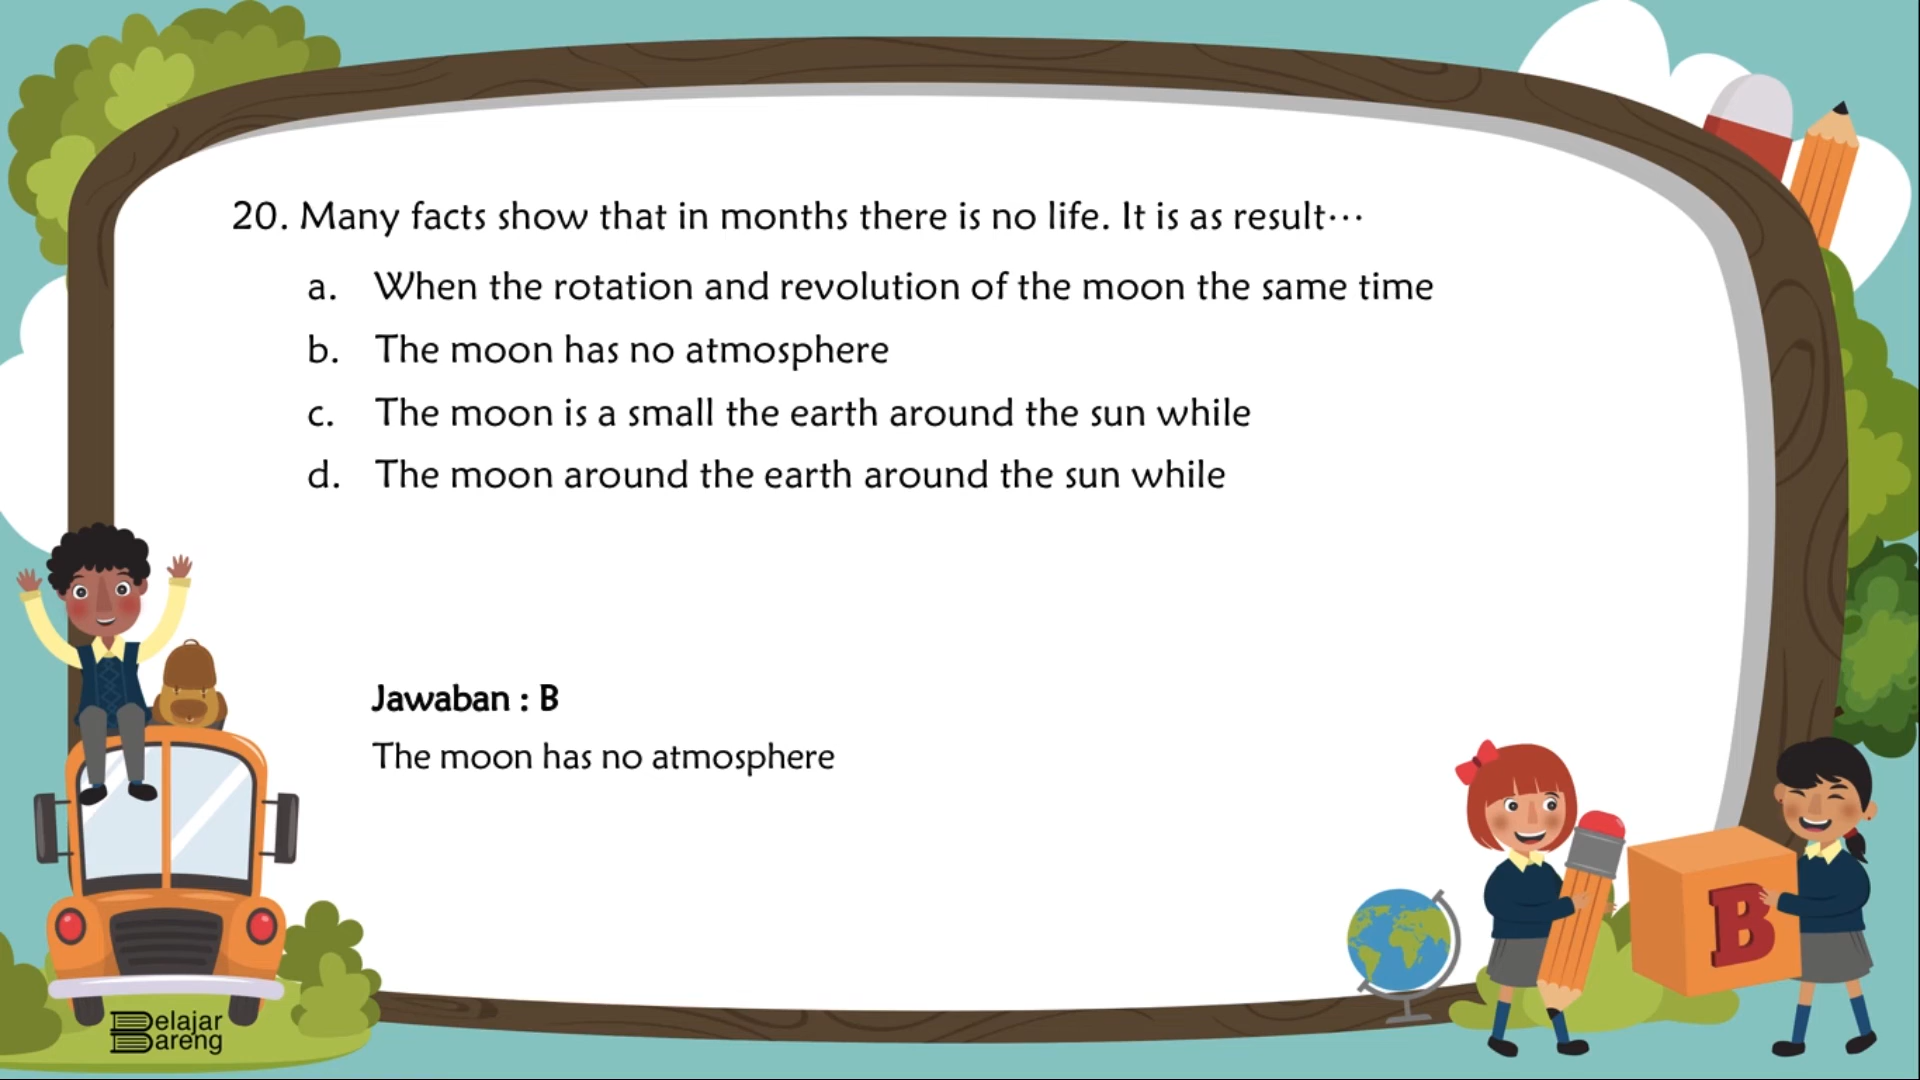 20. Many facts show that in months there is no life. It is as result…
a. When the rotation and revolution of the moon the same time
b. The moon has no atmosphere
c. The moon is a small the earth around the sun while
d. The moon around the earth around the sun while
Jawaban : B
The moon has no atmosphere
B
Belajar
Bareng